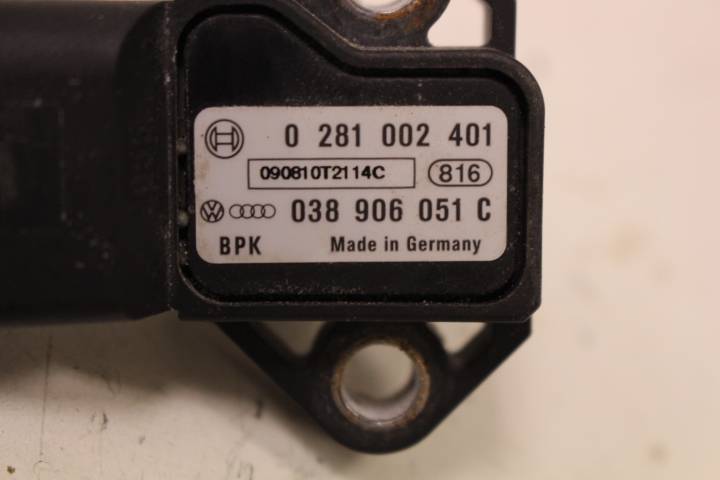 0 281 002 401
090810T2114C 816
038 906 051 C
BPK Made in Germany